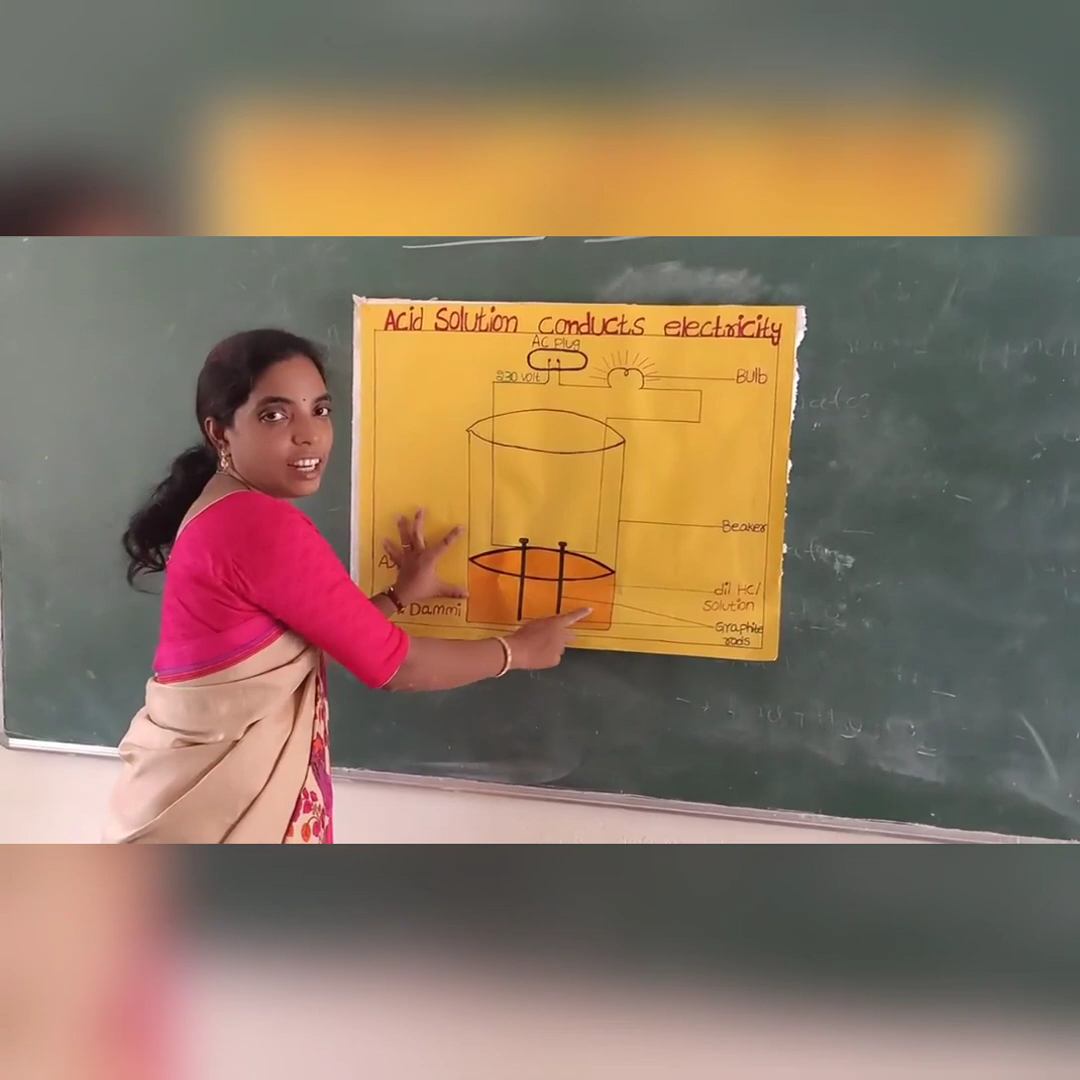 Acid Solution conducts electricity
AC Plug
230 volt
Bulb
Beaker
dil HCl
Solution
Dammi
Graphite
rods